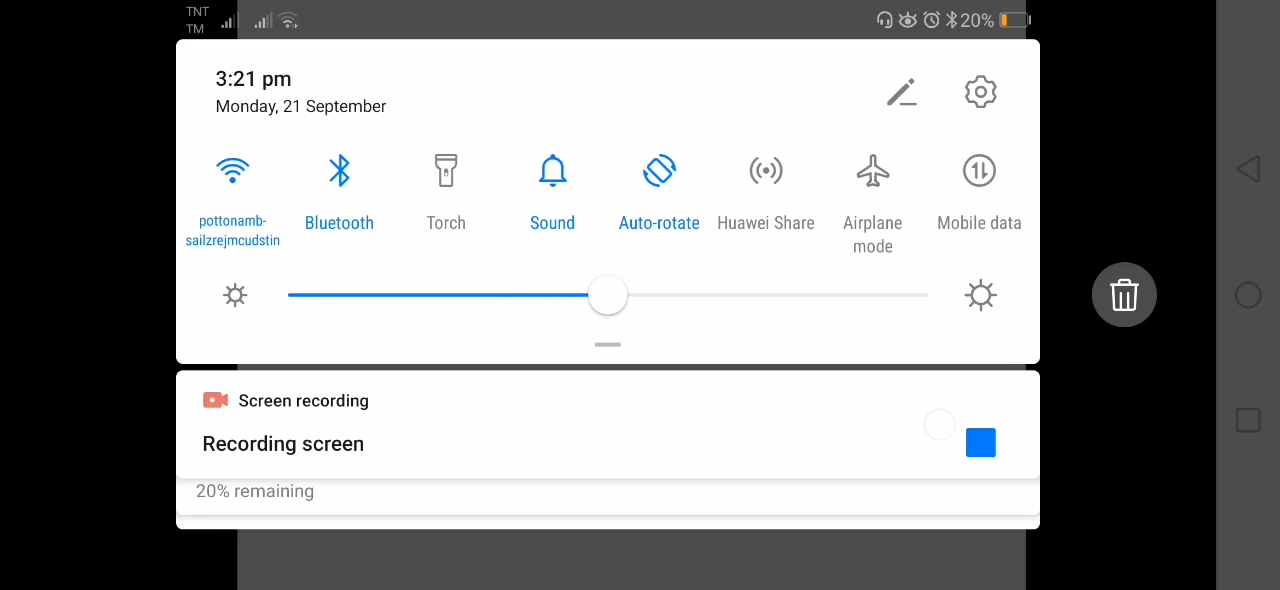 TNT
TM
20%
3:21 pm
Monday, 21 September
pottonamb-
sailzrejmcudstin
Bluetooth
Torch
Sound
Auto-rotate
Huawei Share
Airplane
mode
Mobile data
Screen recording
Recording screen
20% remaining